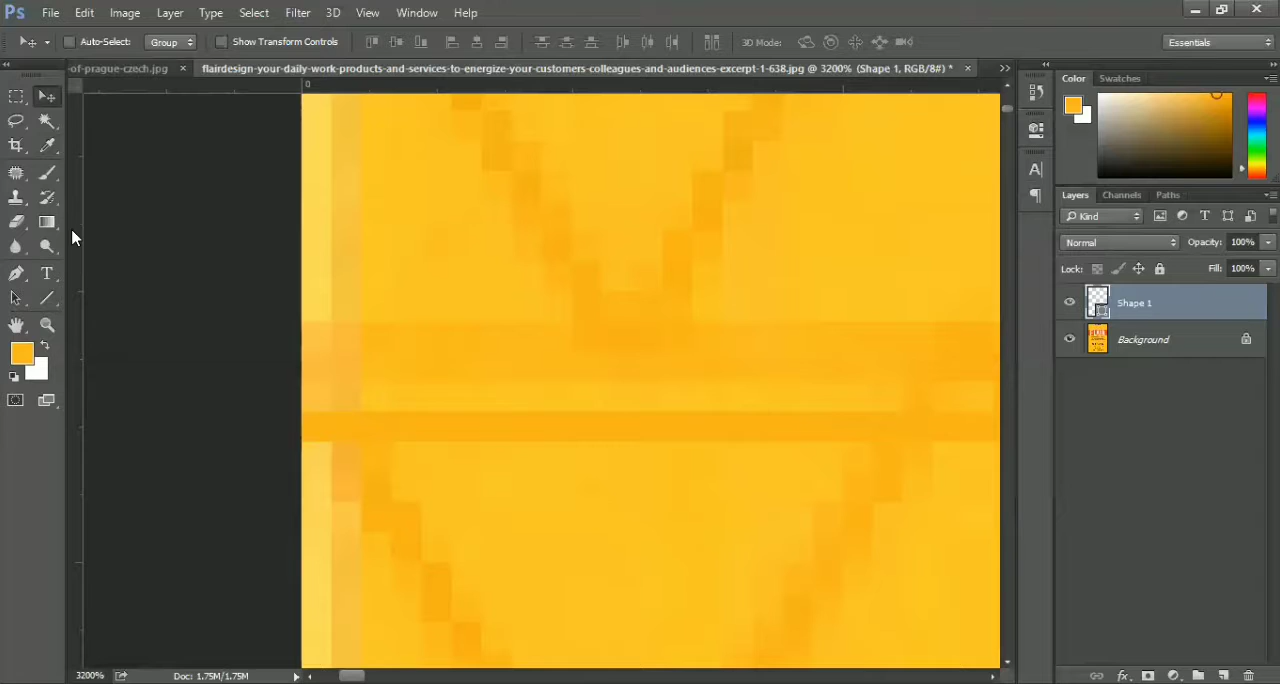 Ps File Edit Image Layer Type Select Filter 3D View Window Help
Auto-Select: Group Show Transform Controls 3D Mode: Essentials
-of-prague-czech.jpg × flairdesign-your-daily-work-products-and-services-to-energize-your-customers-colleagues-and-audiences-excerpt-1-638.jpg @ 3200% (Shape 1, RGB/8#) * ×
0
Color Swatches
Layers Channels Paths
Kind
Normal Opacity: 100%
Lock: Fill: 100%
Shape 1
Background
3200% Doc: 1.75M/1.75M